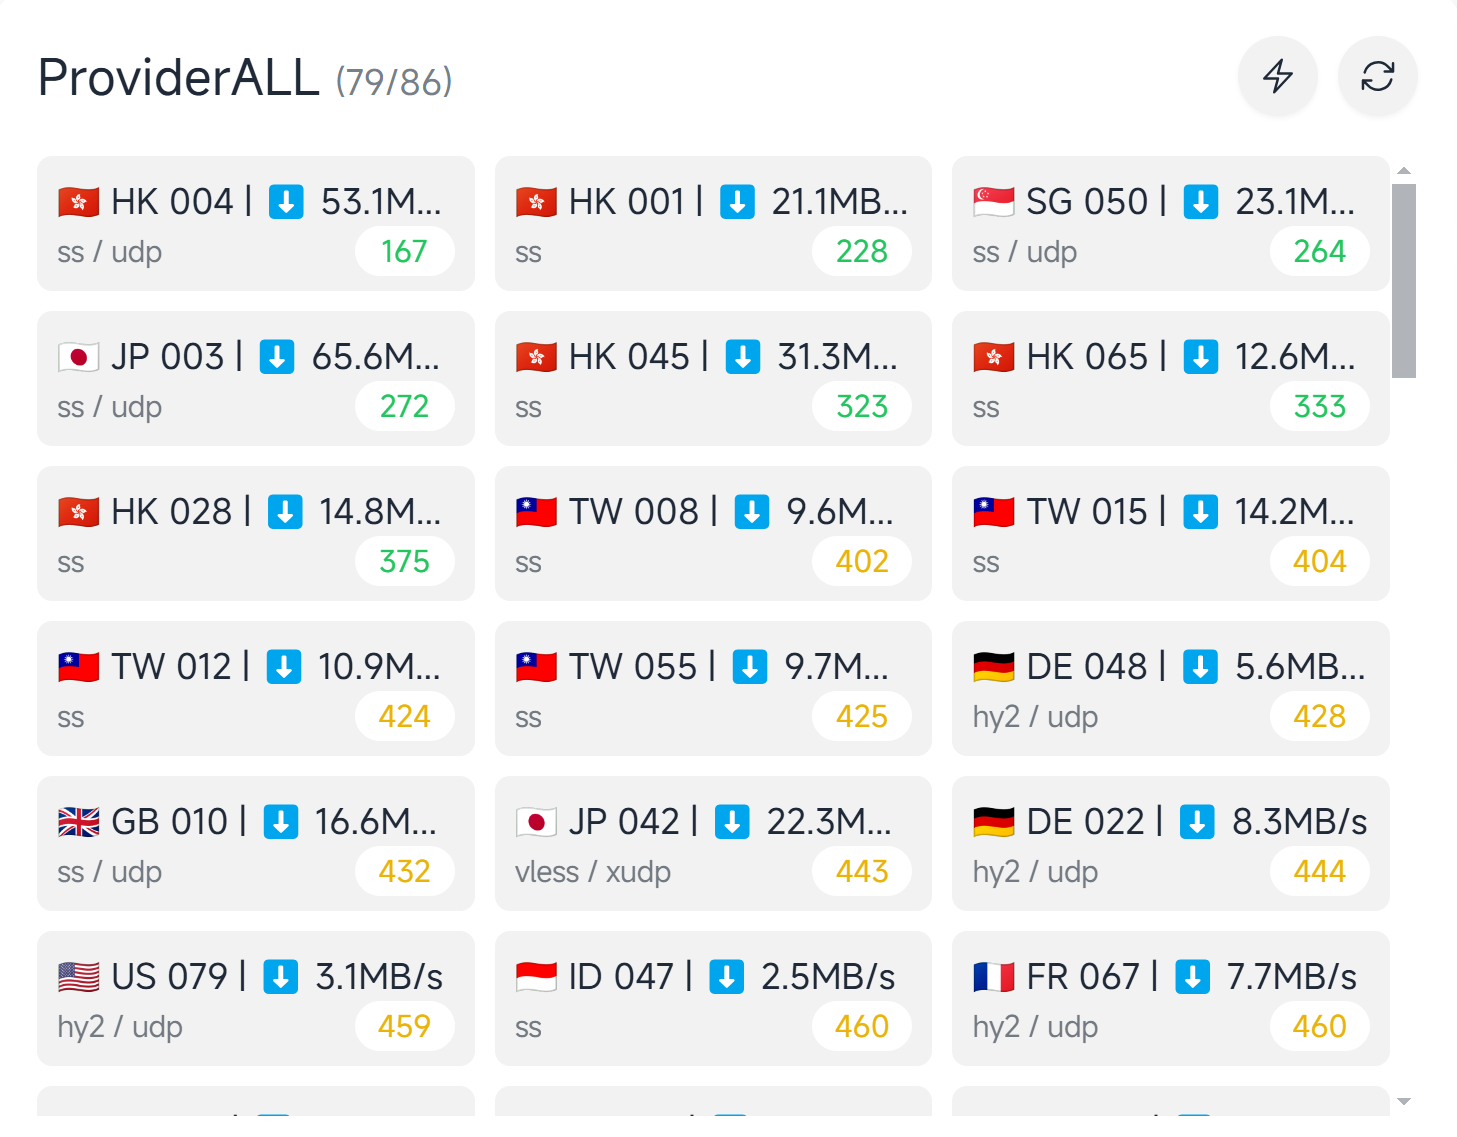 ProviderALL (79/86)
HK 004 | ⬇️ 53.1M...
ss / udp 167
HK 001 | ⬇️ 21.1MB...
ss 228
SG 050 | ⬇️ 23.1M...
ss / udp 264
JP 003 | ⬇️ 65.6M...
ss / udp 272
HK 045 | ⬇️ 31.3M...
ss 323
HK 065 | ⬇️ 12.6M...
ss 333
HK 028 | ⬇️ 14.8M...
ss 375
TW 008 | ⬇️ 9.6M...
ss 402
TW 015 | ⬇️ 14.2M...
ss 404
TW 012 | ⬇️ 10.9M...
ss 424
TW 055 | ⬇️ 9.7M...
ss 425
DE 048 | ⬇️ 5.6MB...
hy2 / udp 428
GB 010 | ⬇️ 16.6M...
ss / udp 432
JP 042 | ⬇️ 22.3M...
vless / xudp 443
DE 022 | ⬇️ 8.3MB/s
hy2 / udp 444
US 079 | ⬇️ 3.1MB/s
hy2 / udp 459
ID 047 | ⬇️ 2.5MB/s
ss 460
FR 067 | ⬇️ 7.7MB/s
hy2 / udp 460